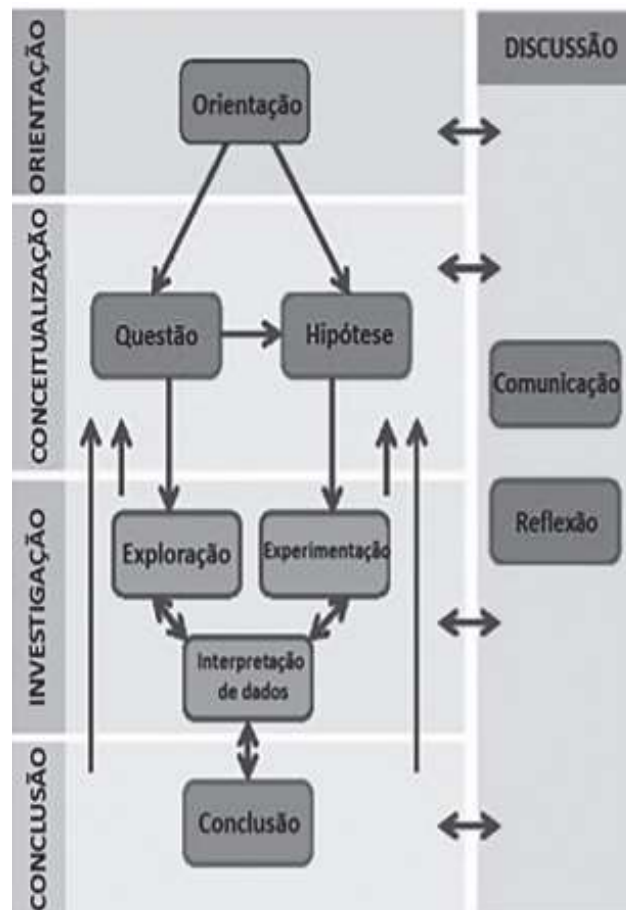 ORIENTAÇÃO
Orientação
CONCEITUALIZAÇÃO
Questão
Hipótese
INVESTIGAÇÃO
Exploração
Experimentação
Interpretação
de dados
CONCLUSÃO
Conclusão
DISCUSSÃO
Comunicação
Reflexão